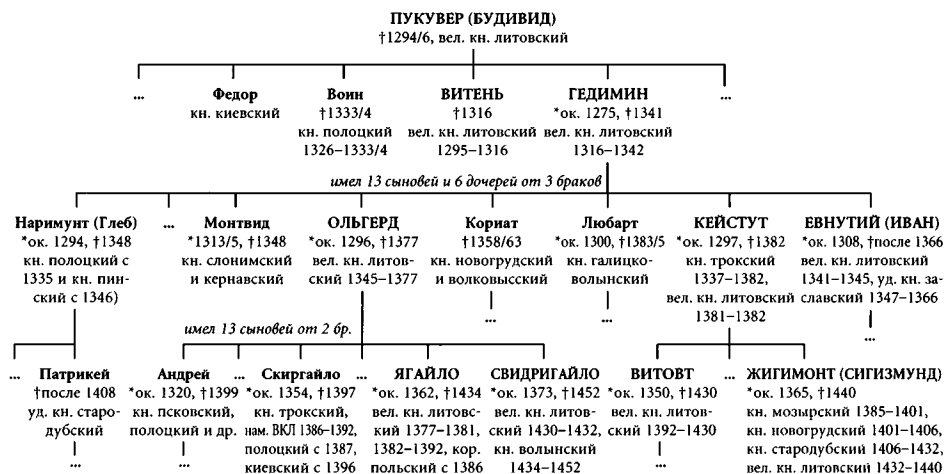 ПУКУВЕР (БУДИВИД)
†1294/6, вел. кн. литовский
...
Федор
кн. киевский
Воин
†1333/4
кн. полоцкий
1326–1333/4
ВИТЕНЬ
†1316
вел. кн. литовский
1295–1316
ГЕДИМИН
*ок. 1275, †1341
вел. кн. литовский
1316–1342
...
имел 13 сыновей и 6 дочерей от 3 браков
Наримунт (Глеб)
*ок. 1294, †1348
кн. полоцкий с
1335 и кн. пин-
ский с 1346)
...
Монтвид
*1313/5, †1348
кн. слонимский
и кернавский
ОЛЬГЕРД
*ок. 1296, †1377
вел. кн. литов-
ский 1345–1377
Кориат
†1358/63
кн. новогрудский
и волковысский
...
Любарт
*ок. 1300, †1383/5
кн. галицко-
волынский
...
КЕЙСТУТ
*ок. 1297, †1382
кн. трокский
1337–1382,
вел. кн. литовский
1381–1382
ЕВНУТИЙ (ИВАН)
*ок. 1308, †после 1366
вел. кн. литовский
1341–1345, уд. кн. за-
славский 1347–1366
...
имел 13 сыновей от 2 бр.
...
Патрикей
†после 1408
уд. кн. старо-
дубский
...
Андрей
*ок. 1320, †1399
кн. псковский,
полоцкий и др.
...
...
Скиргайло
*ок. 1354, †1397
кн. трокский,
нам. ВКЛ 1386–1392,
полоцкий с 1387,
киевский с 1396
...
ЯГАЙЛО
*ок. 1362, †1434
вел. кн. литовс-
кий 1377–1381,
1382–1392, кор.
польский с 1386
СВИДРИГАЙЛО
*ок. 1373, †1452
вел. кн. литов-
ский 1430–1432,
кн. волынский
1434–1452
ВИТОВТ
*ок. 1350, †1430
вел. кн. литов-
ский 1392–1430
...
ЖИГИМОНТ (СИГИЗМУНД)
*ок. 1365, †1440
кн. мозырский 1385–1401,
кн. новогрудский 1401–1406,
кн. стародубский 1406–1432,
вел. кн. литовский 1432–1440